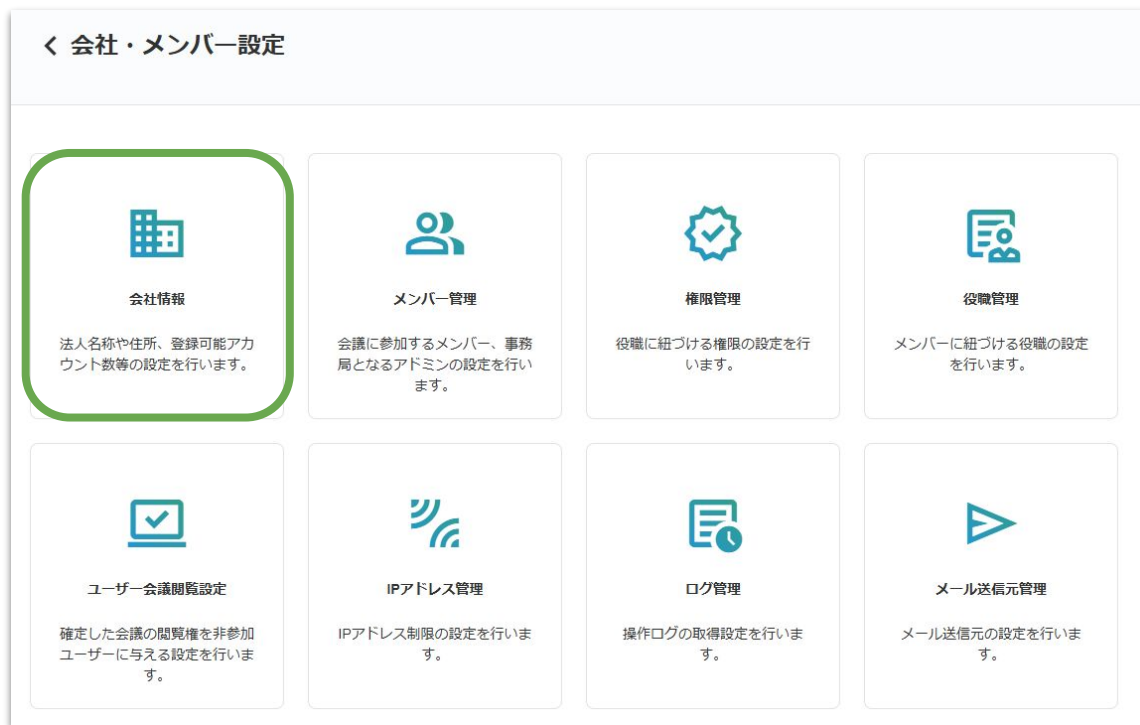 会社・メンバー設定
会社情報
法人名称や住所、登録可能アカ
ウント数等の設定を行います。
メンバー管理
会議に参加するメンバー、事務
局となるアドミンの設定を行い
ます。
権限管理
役職に紐づける権限の設定を行
います。
役職管理
メンバーに紐づける役職の設定
を行います。
ユーザー会議閲覧設定
確定した会議の閲覧権を非参加
ユーザーに与える設定を行いま
す。
IPアドレス管理
IPアドレス制限の設定を行いま
す。
ログ管理
操作ログの取得設定を行いま
す。
メール送信元管理
メール送信元の設定を行いま
す。